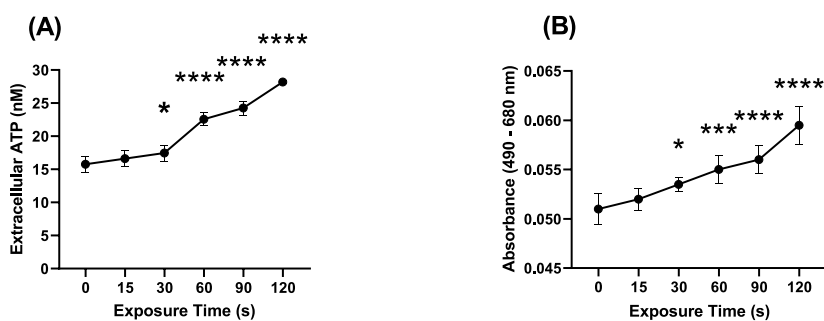 (A)
****
****
****
*
30
25
20
15
10
5
0
Extracellular ATP (nM)
0 15 30 60 90 120
Exposure Time (s)
(B)
****
****
***
*
0.065
0.060
0.055
0.050
0.045
Absorbance (490 - 680 nm)
0 15 30 60 90 120
Exposure Time (s)